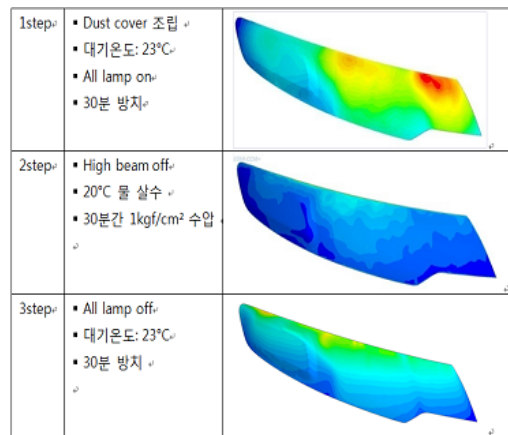 1step
▪ Dust cover 조립
▪ 대기온도: 23°C
▪ All lamp on
▪ 30분 방치
2step
▪ High beam off
▪ 20°C 물 살수
▪ 30분간 1kgf/cm² 수압
3step
▪ All lamp off
▪ 대기온도: 23°C
▪ 30분 방치